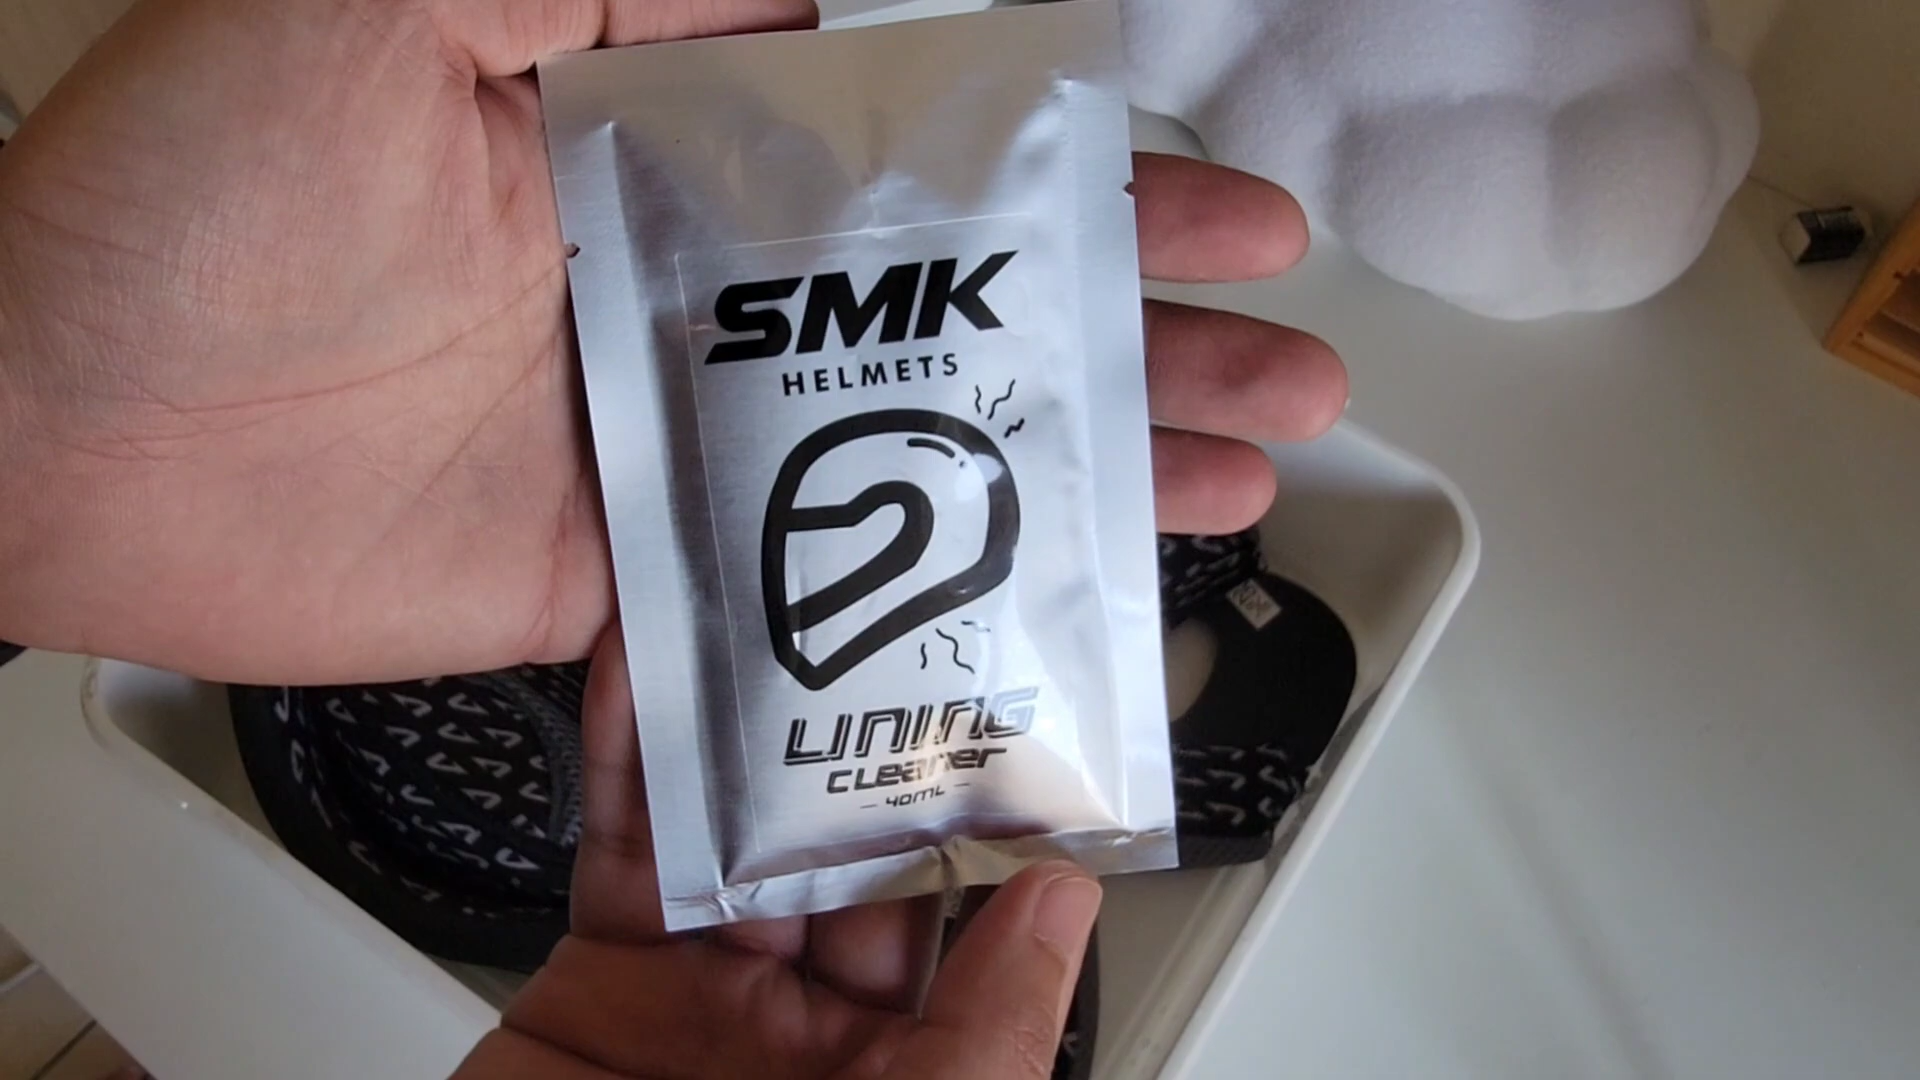 SMK
HELMETS
LINING
CLEANER
— 40ML —